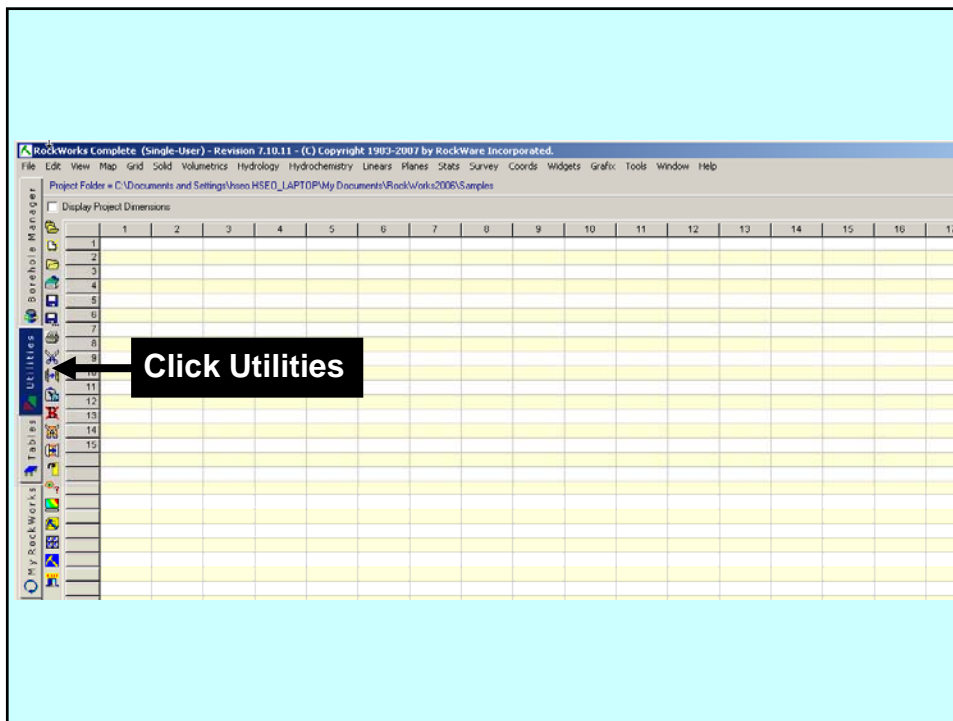 RockWorks Complete (Single-User) - Revision 7.10.11 - (C) Copyright 1983-2007 by RockWare Incorporated.
File Edit View Map Grid Solid Volumetrics Hydrology Hydrochemistry Linears Planes Stats Survey Coords Widgets Grafix Tools Window Help
Project Folder = C:\Documents and Settings\hseo.HSEO_LAPTOP\My Documents\RockWorks2006\Samples
Display Project Dimensions
1 2 3 4 5 6 7 8 9 10 11 12 13 14 15 16
1
2
3
4
5
6
7
8
9
10
11
12
13
14
15
Borehole Manager
Utilities
Tables
My RockWorks
Click Utilities